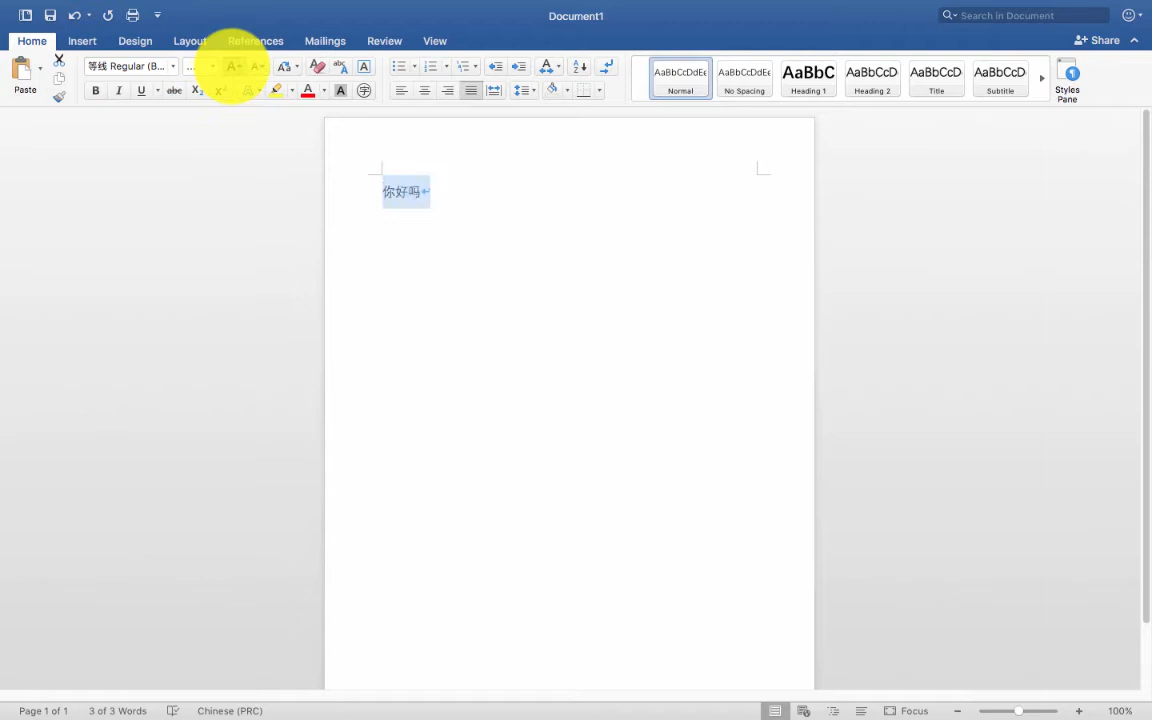 Document1
Search in Document
Home Insert Design Layout References Mailings Review View
Share
Paste
等线 Regular (B...
...
AaBbCcDdEe AaBbCcDdEe AaBbC AaBbCcD AaBbCcD AaBbCcD
Normal No Spacing Heading 1 Heading 2 Title Subtitle
Styles
Pane
你好吗
Page 1 of 1 3 of 3 Words Chinese (PRC) Focus 100%